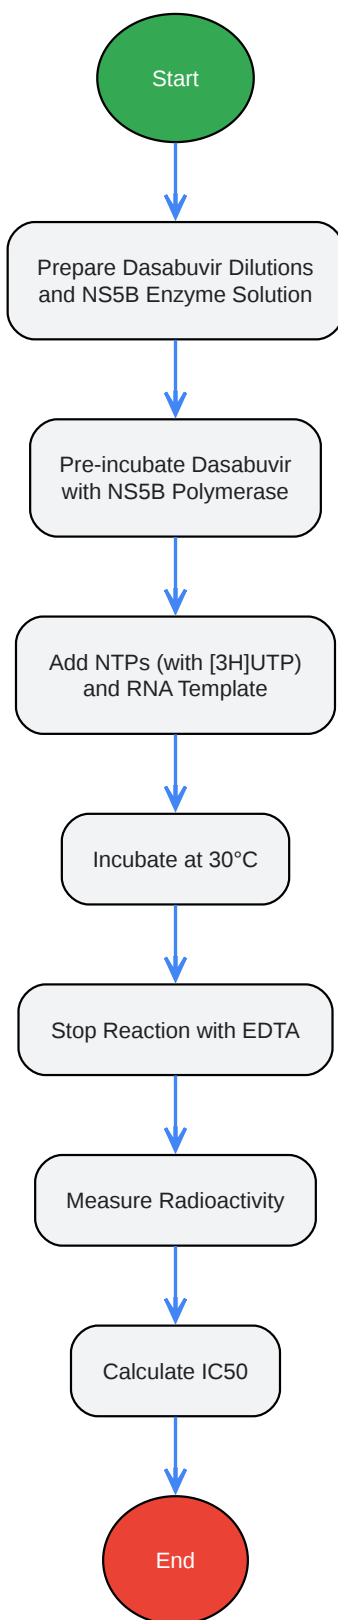 Start
Prepare Dasabuvir Dilutions
and NS5B Enzyme Solution
Pre-incubate Dasabuvir
with NS5B Polymerase
Add NTPs (with [3H]UTP)
and RNA Template
Incubate at 30°C
Stop Reaction with EDTA
Measure Radioactivity
Calculate IC50
End